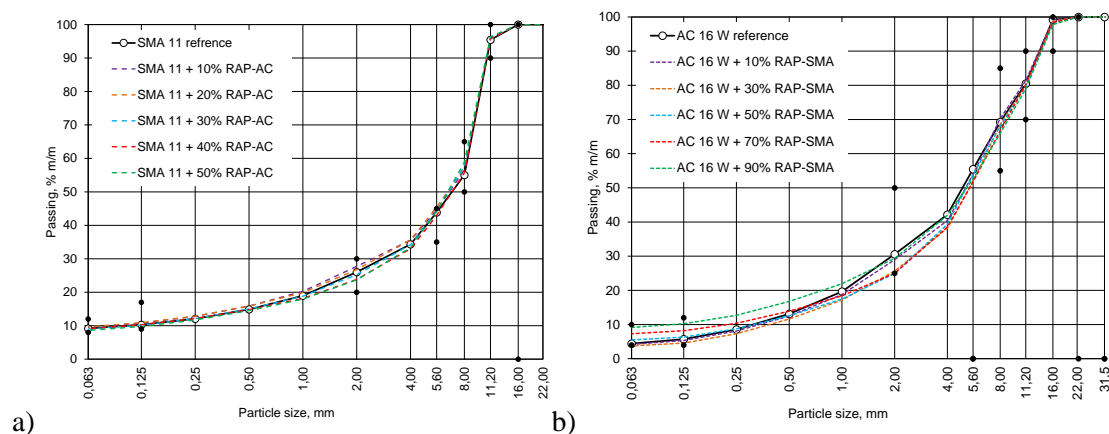 100
90
80
70
60
50
40
30
20
10
0
Passing, % m/m
SMA 11 refrence
SMA 11 + 10% RAP-AC
SMA 11 + 20% RAP-AC
SMA 11 + 30% RAP-AC
SMA 11 + 40% RAP-AC
SMA 11 + 50% RAP-AC
0,063
0,125
0,25
0,50
1,00
2,00
4,00
5,60
8,00
11,20
16,00
22,00
Particle size, mm
a)
100
90
80
70
60
50
40
30
20
10
0
Passing, % m/m
AC 16 W reference
AC 16 W + 10% RAP-SMA
AC 16 W + 30% RAP-SMA
AC 16 W + 50% RAP-SMA
AC 16 W + 70% RAP-SMA
AC 16 W + 90% RAP-SMA
0,063
0,125
0,25
0,50
1,00
2,00
4,00
5,60
8,00
11,20
16,00
22,00
31,5
Particle size, mm
b)